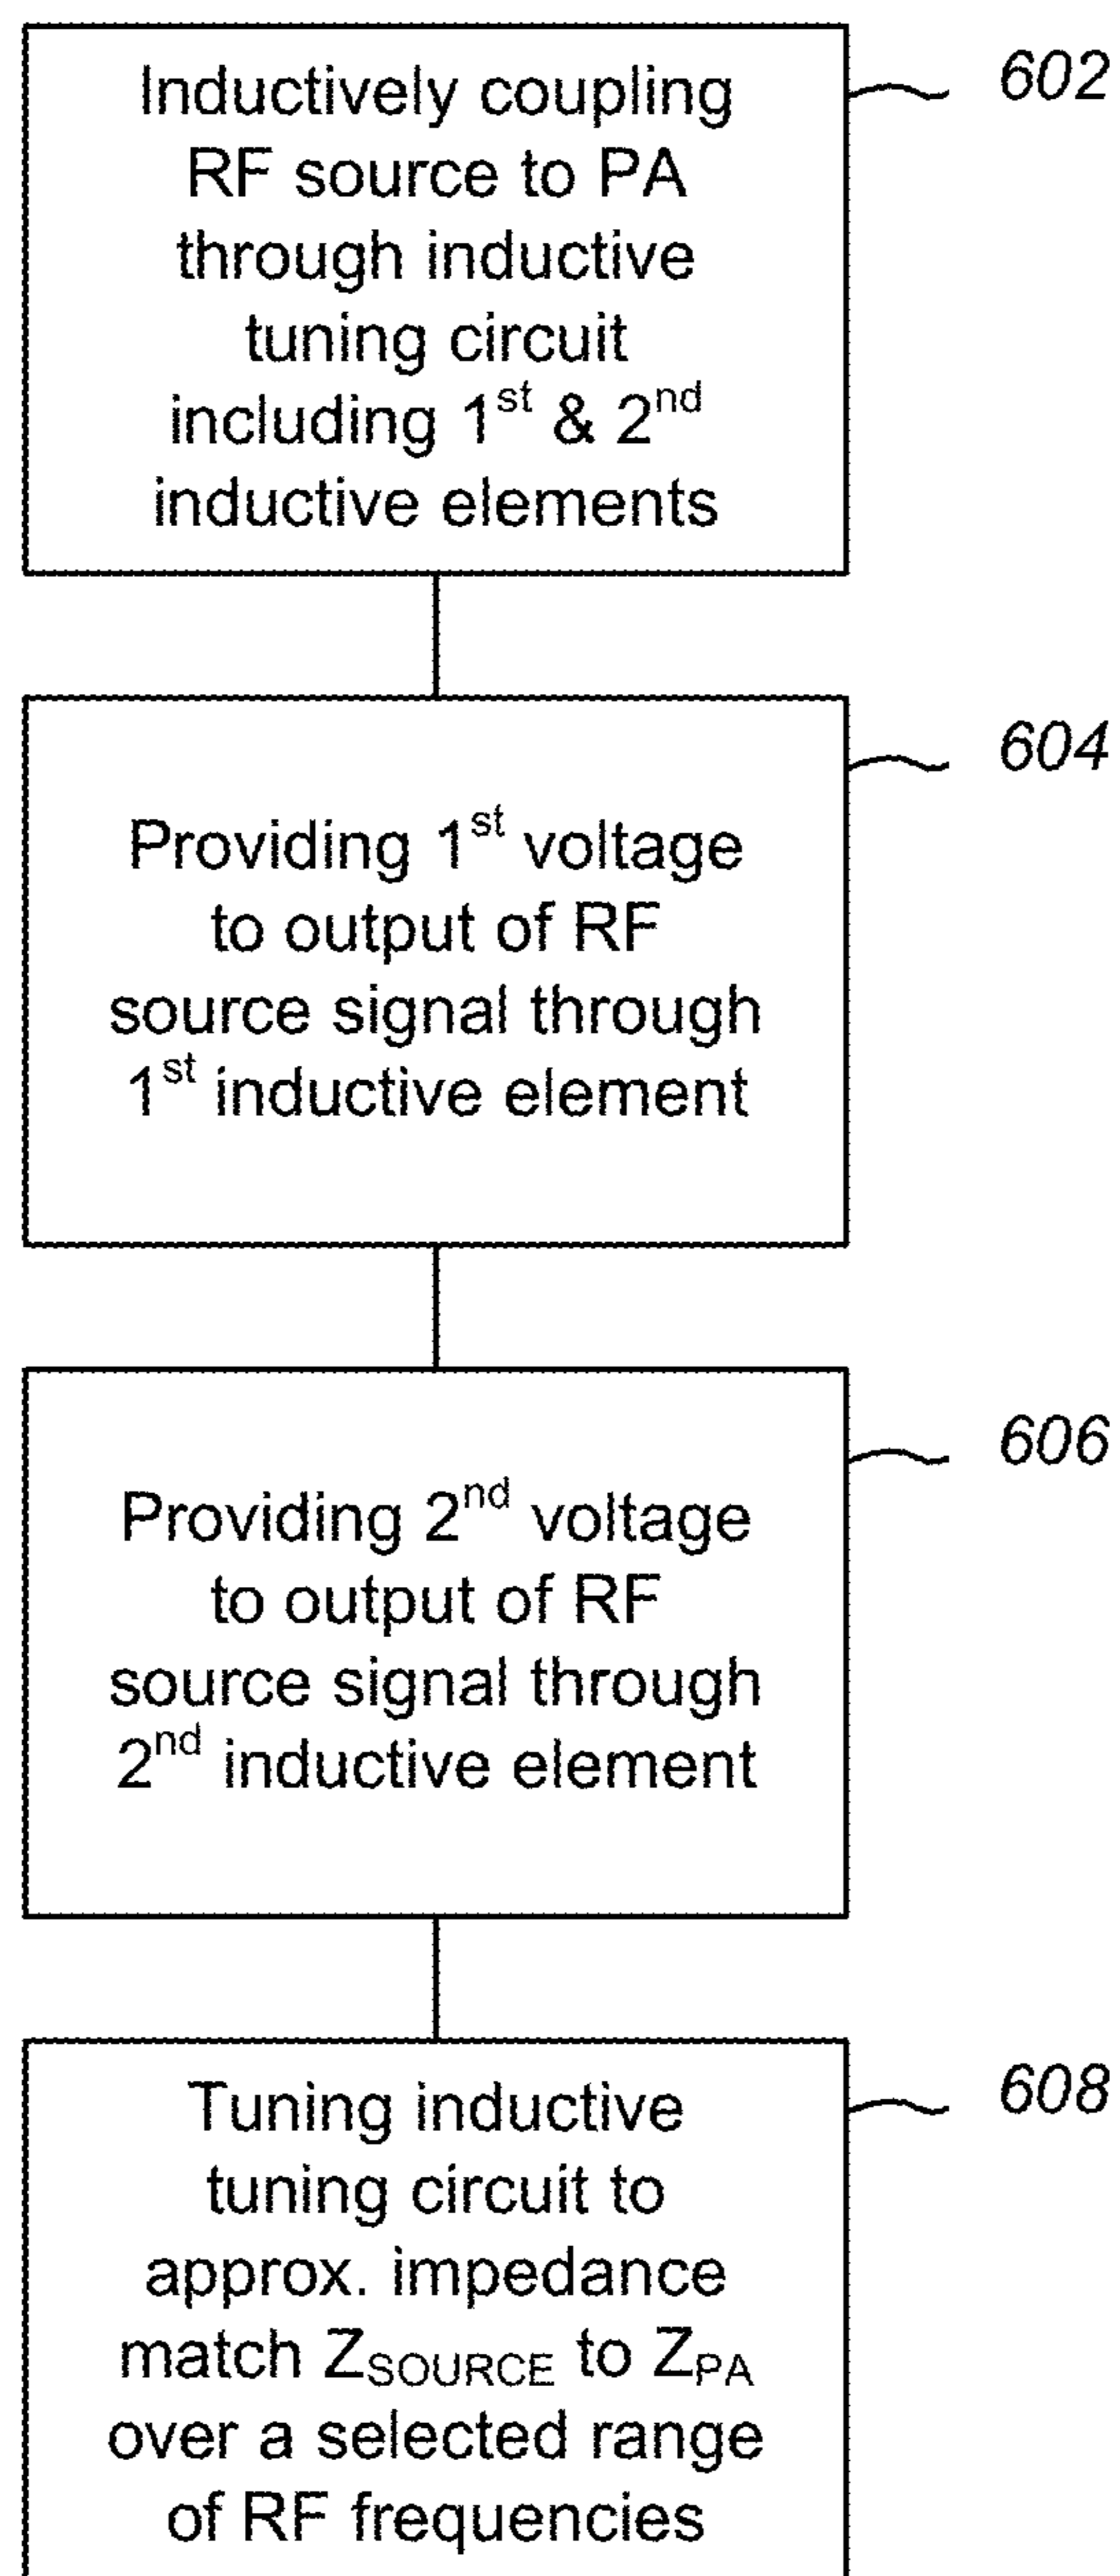 Inductively coupling
RF source to PA
through inductive
tuning circuit
including 1st & 2nd
inductive elements
602
Providing 1st voltage
to output of RF
source signal through
1st inductive element
604
Providing 2nd voltage
to output of RF
source signal through
2nd inductive element
606
Tuning inductive
tuning circuit to
approx. impedance
match ZSOURCE to ZPA
over a selected range
of RF frequencies
608